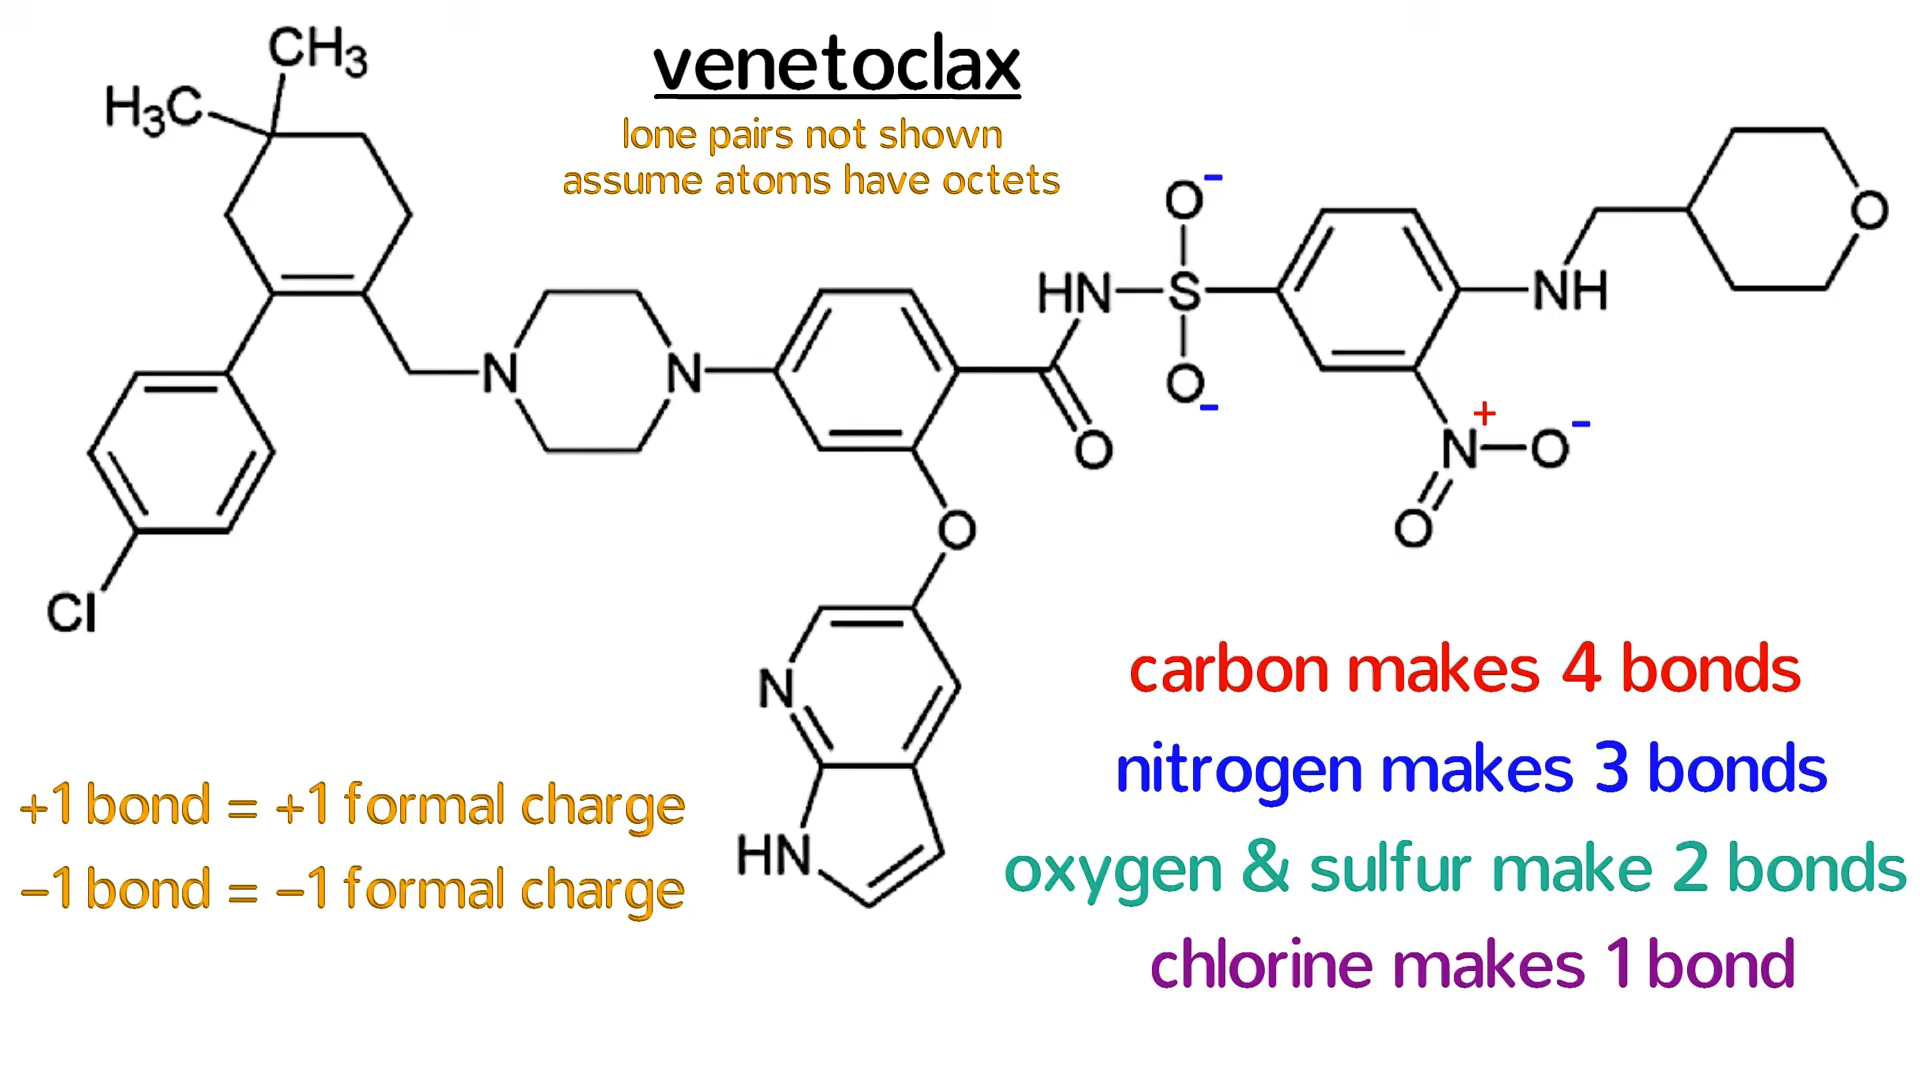 venetoclax
lone pairs not shown
assume atoms have octets
CH₃
H₃C
O⁻
O
HN
S
NH
N
N
O⁻
O
N⁺
O⁻
O
O
Cl
N
HN
carbon makes 4 bonds
nitrogen makes 3 bonds
+1 bond = +1 formal charge
oxygen & sulfur make 2 bonds
−1 bond = −1 formal charge
chlorine makes 1 bond